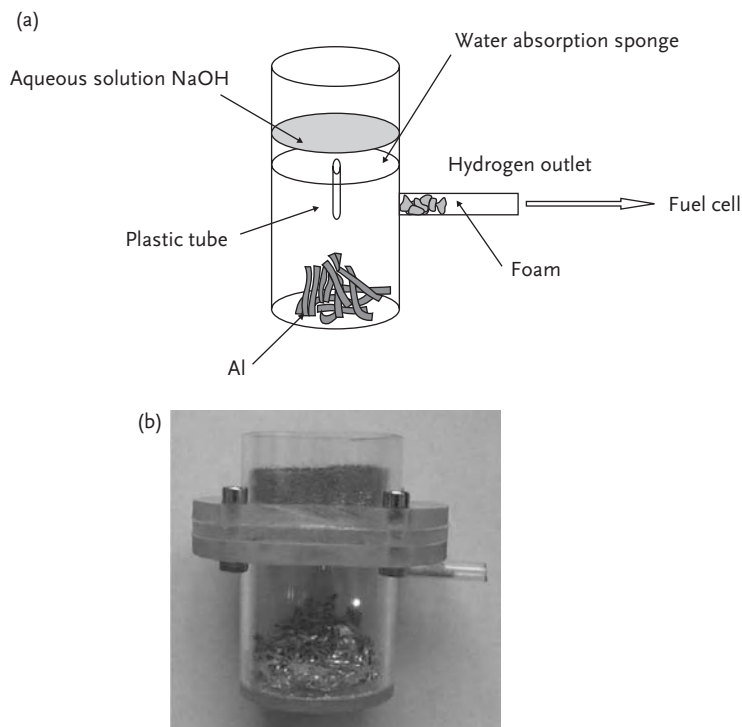 (a)
Water absorption sponge
Aqueous solution NaOH
Hydrogen outlet
Fuel cell
Plastic tube
Foam
Al
(b)